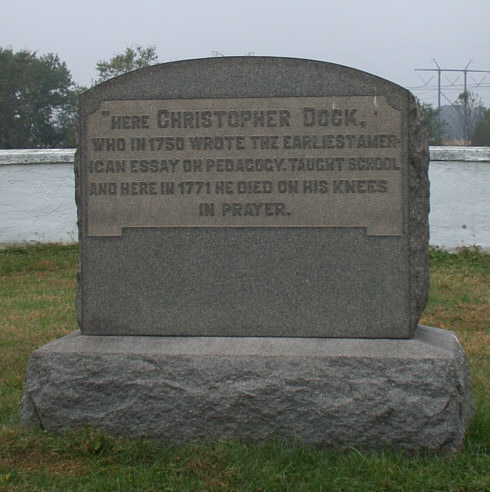 "HERE CHRISTOPHER DOCK,
WHO IN 1750 WROTE THE EARLIEST AMER-
ICAN ESSAY ON PEDAGOGY, TAUGHT SCHOOL
AND HERE IN 1771 HE DIED ON HIS KNEES
IN PRAYER.